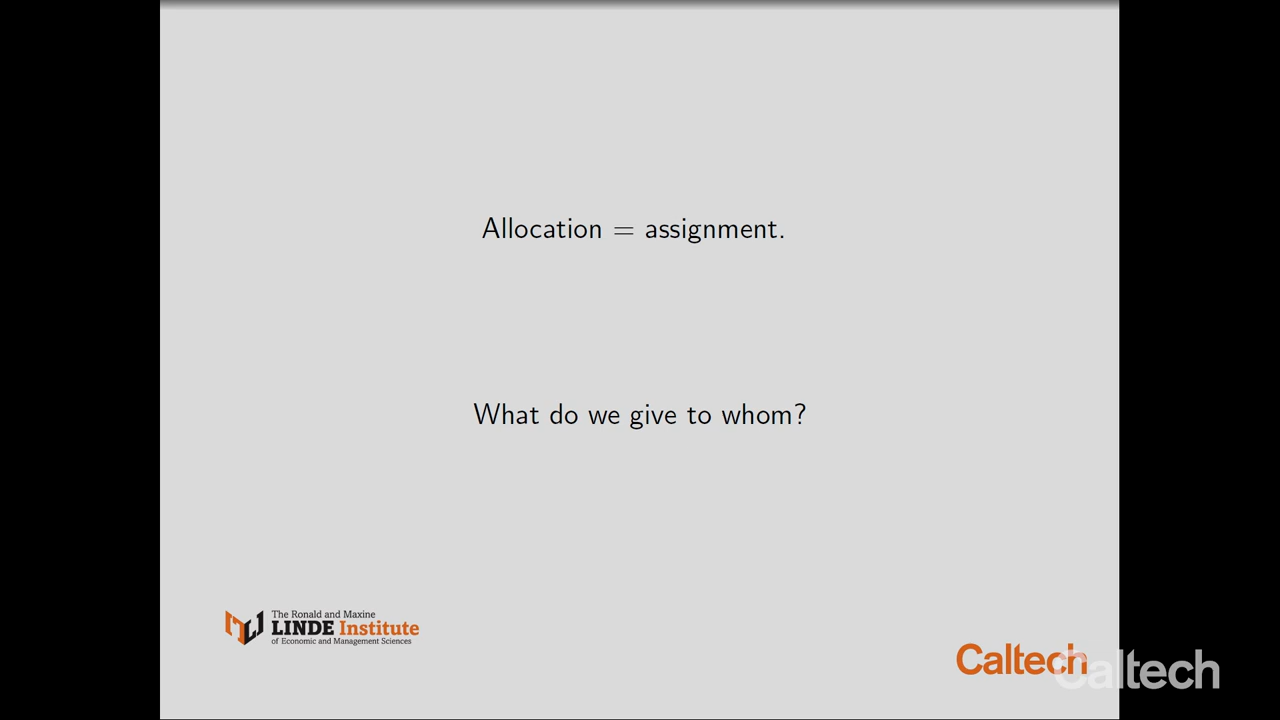 Allocation = assignment.
What do we give to whom?
The Ronald and Maxine
LINDE Institute
of Economic and Management Sciences
Caltech
Caltech